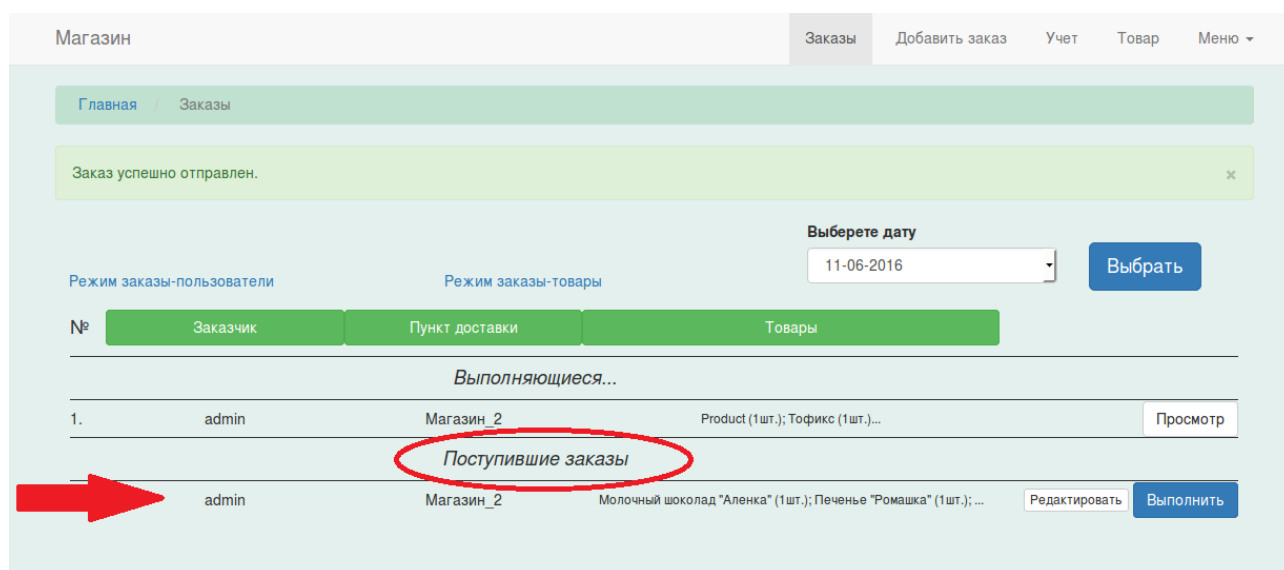 Магазин Заказы Добавить заказ Учет Товар Меню
Главная / Заказы
Заказ успешно отправлен. ×
Выберете дату
11-06-2016 Выбрать
Режим заказы-пользователи Режим заказы-товары
№ Заказчик Пункт доставки Товары
Выполняющиеся...
1. admin Магазин_2 Product (1шт.); Тофикс (1шт.)... Просмотр
Поступившие заказы
admin Магазин_2 Молочный шоколад "Аленка" (1шт.); Печенье "Ромашка" (1шт.); ... Редактировать Выполнить